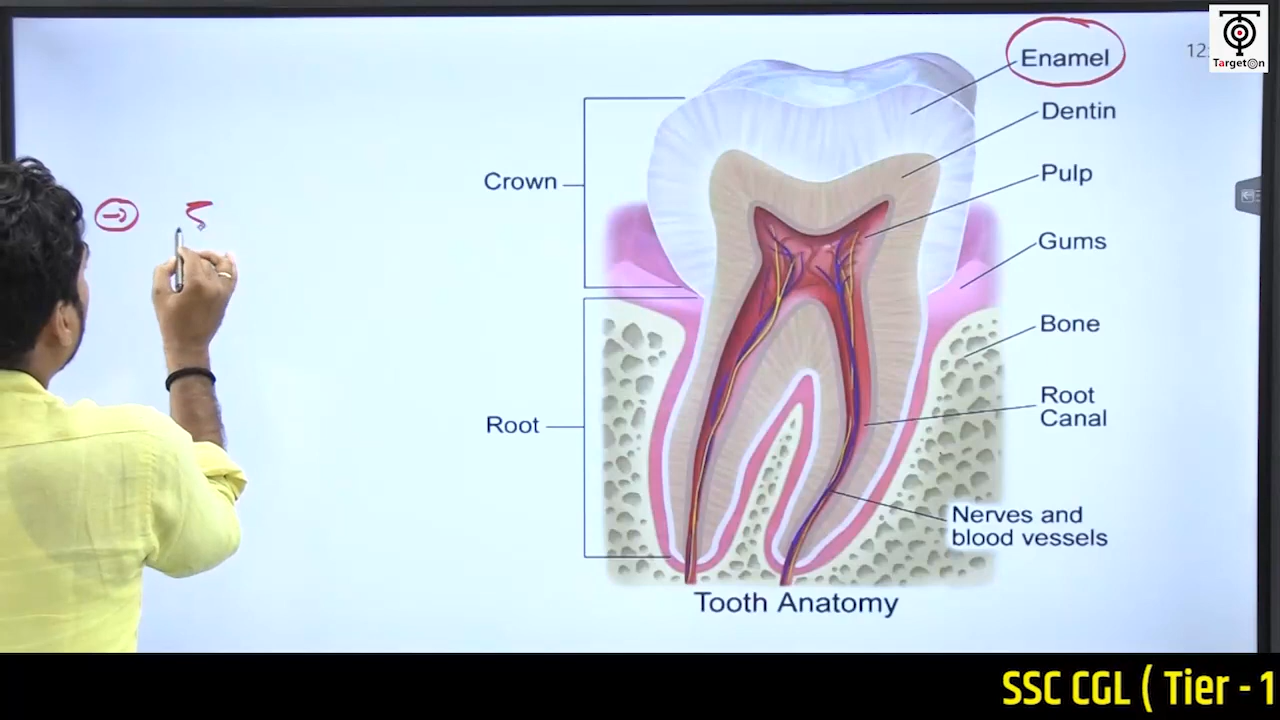 TargetOn
Enamel
Dentin
Crown
Pulp
Gums
Bone
Root
Canal
Root
Nerves and
blood vessels
Tooth Anatomy
SSC CGL ( Tier - 1